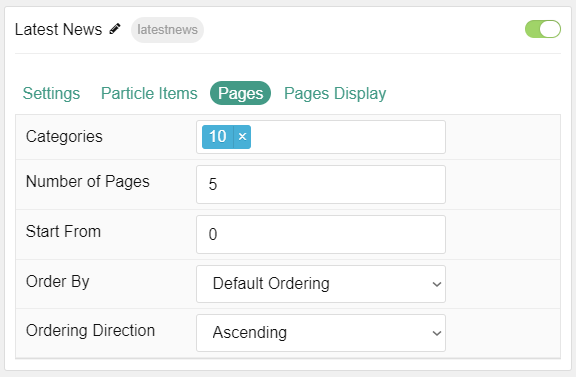 Latest News latestnews
Settings Particle Items Pages Pages Display
Categories 10 ×
Number of Pages 5
Start From 0
Order By Default Ordering
Ordering Direction Ascending